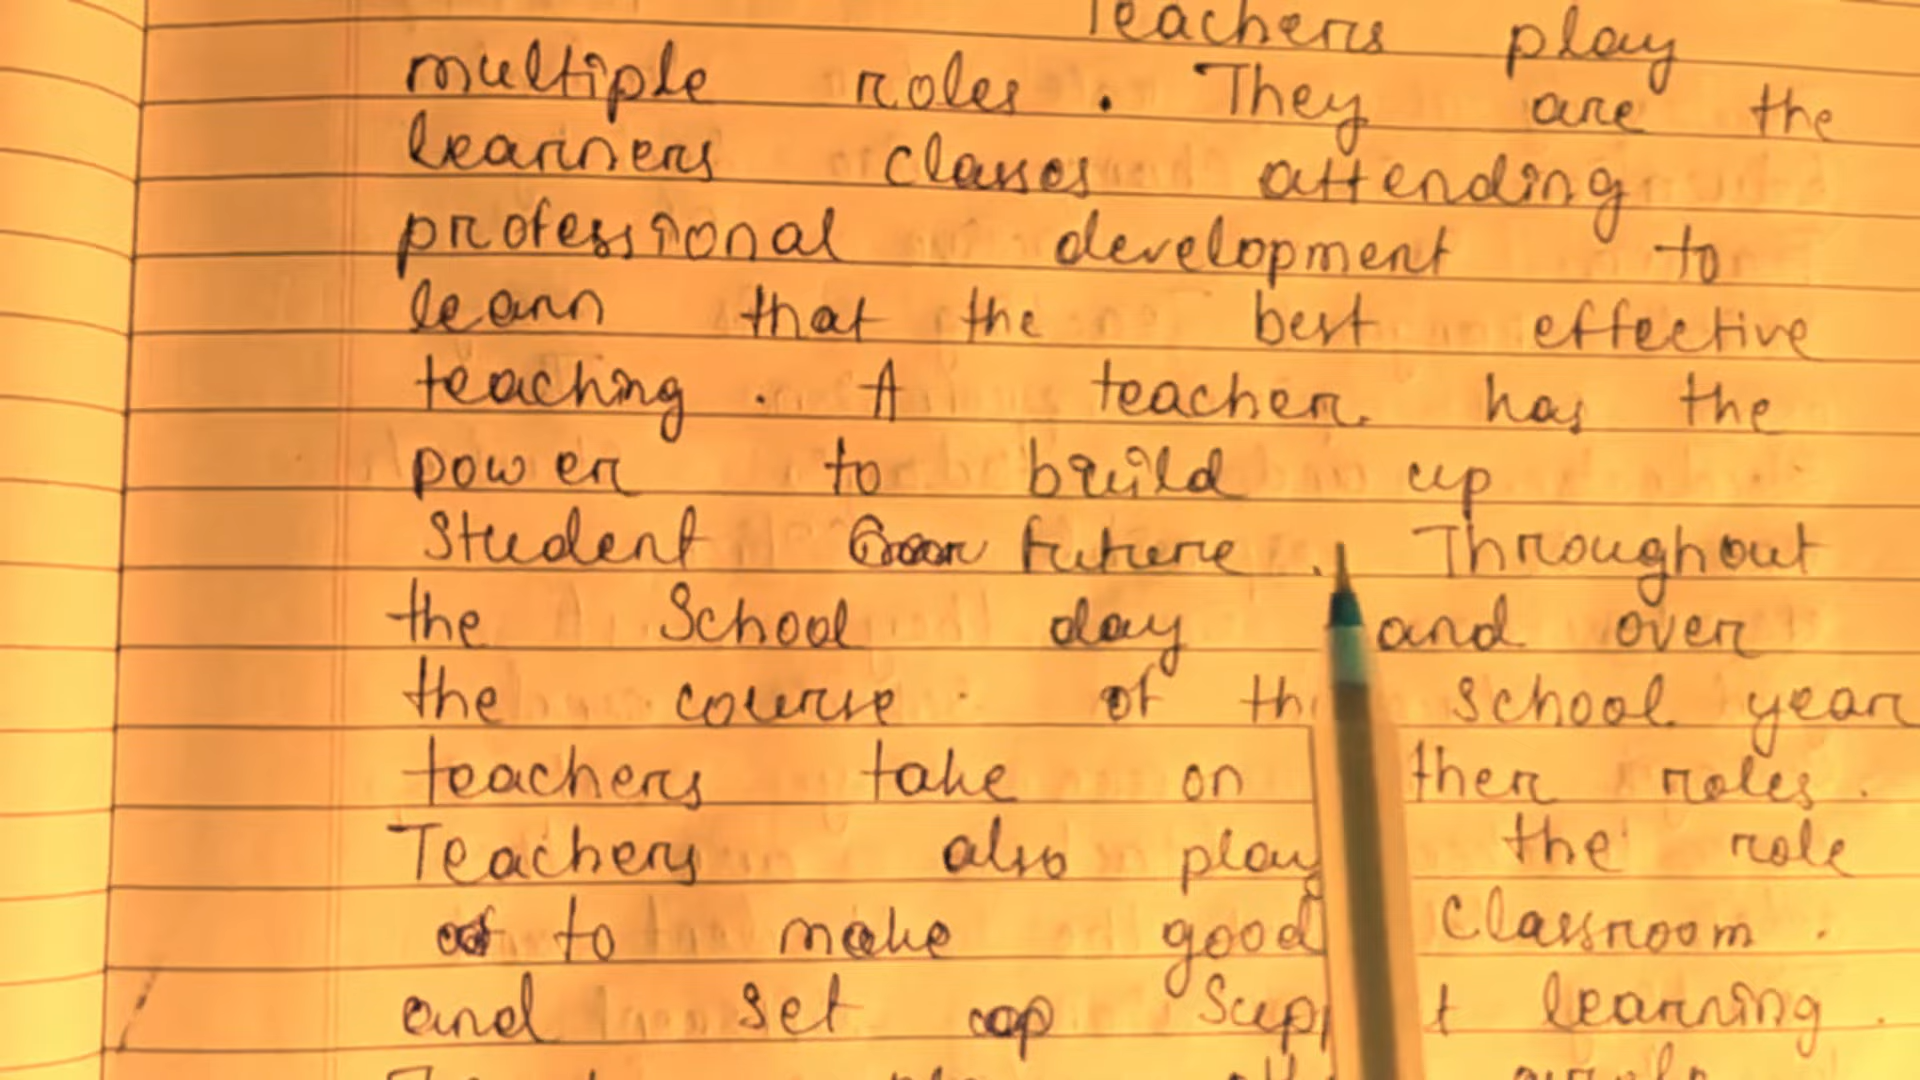 Teachers play
multiple roles . They are the
learners classes attending
professional development to
learn that the best effective
teaching . A teacher has the
power to build up
Student future . Throughout
the School day and over
the course of school year
teachers take on roles .
Teachers also play the role
to make good classroom .
and set up learning .